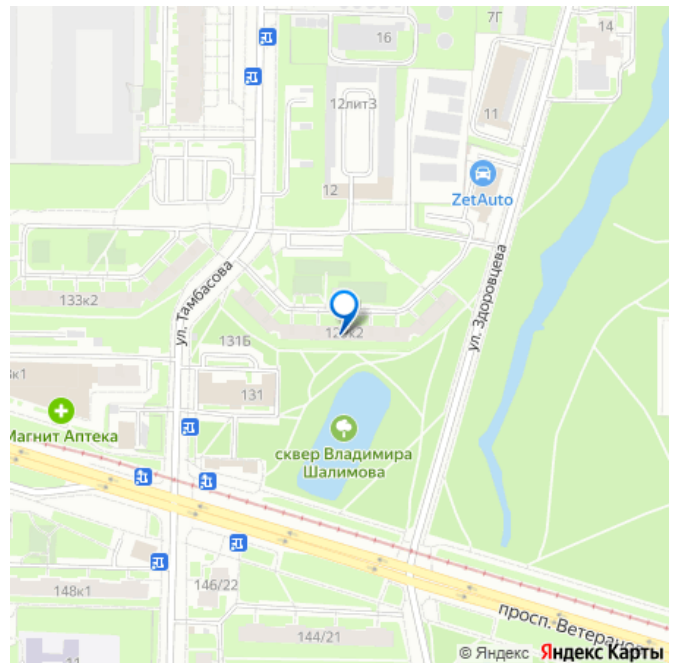 7Г
14
16
12лит3
11
12
ZetAuto
ул. Тамбасова
ул. Здоровцева
133к2
131Б
131
Магнит Аптека
сквер Владимира
Шалимова
146/22
148к1
144/21
11
просп. Ветеранов
© Яндекс Яндекс Карты